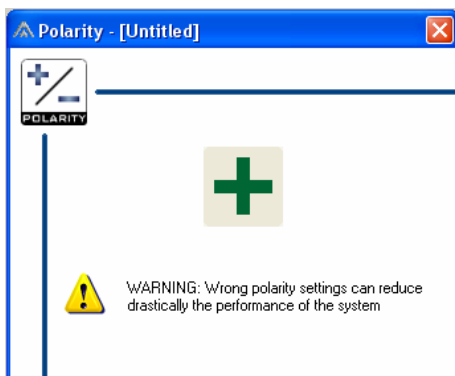 Polarity - [Untitled]
POLARITY
WARNING: Wrong polarity settings can reduce
drastically the performance of the system